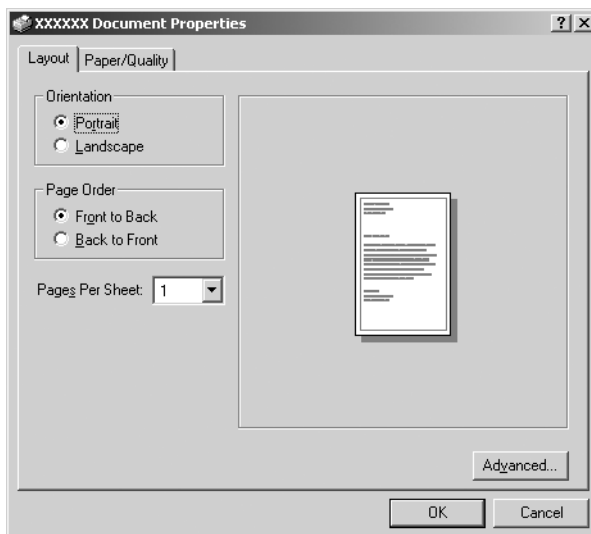 XXXXXX Document Properties
Layout
Paper/Quality
Orientation
Portrait
Landscape
Page Order
Front to Back
Back to Front
Pages Per Sheet: 1
Advanced...
OK
Cancel